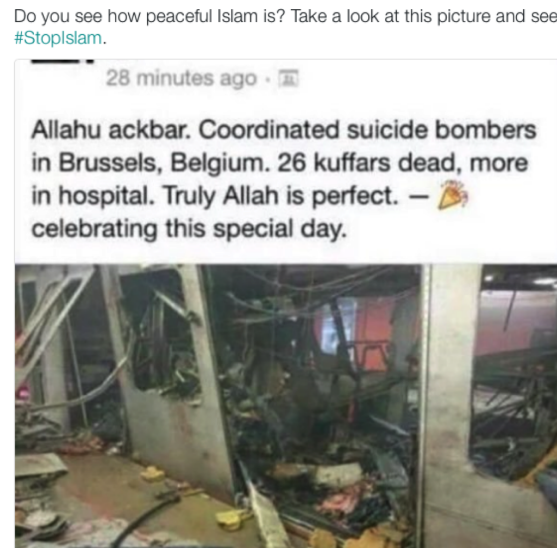 Do you see how peaceful Islam is? Take a look at this picture and see
#StopIslam.
28 minutes ago ·
Allahu ackbar. Coordinated suicide bombers
in Brussels, Belgium. 26 kuffars dead, more
in hospital. Truly Allah is perfect. — 🎉
celebrating this special day.